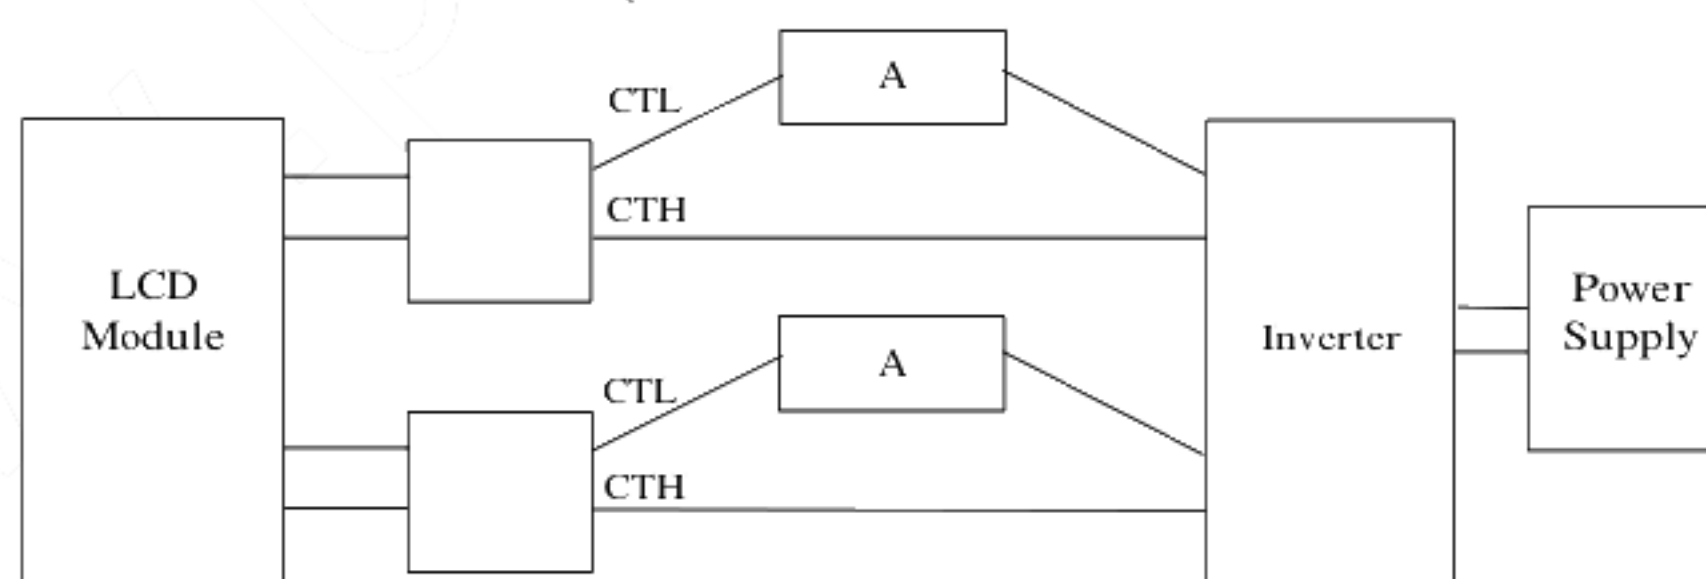 A
CTL
CTH
LCD
Module
A
CTL
CTH
Inverter
Power
Supply